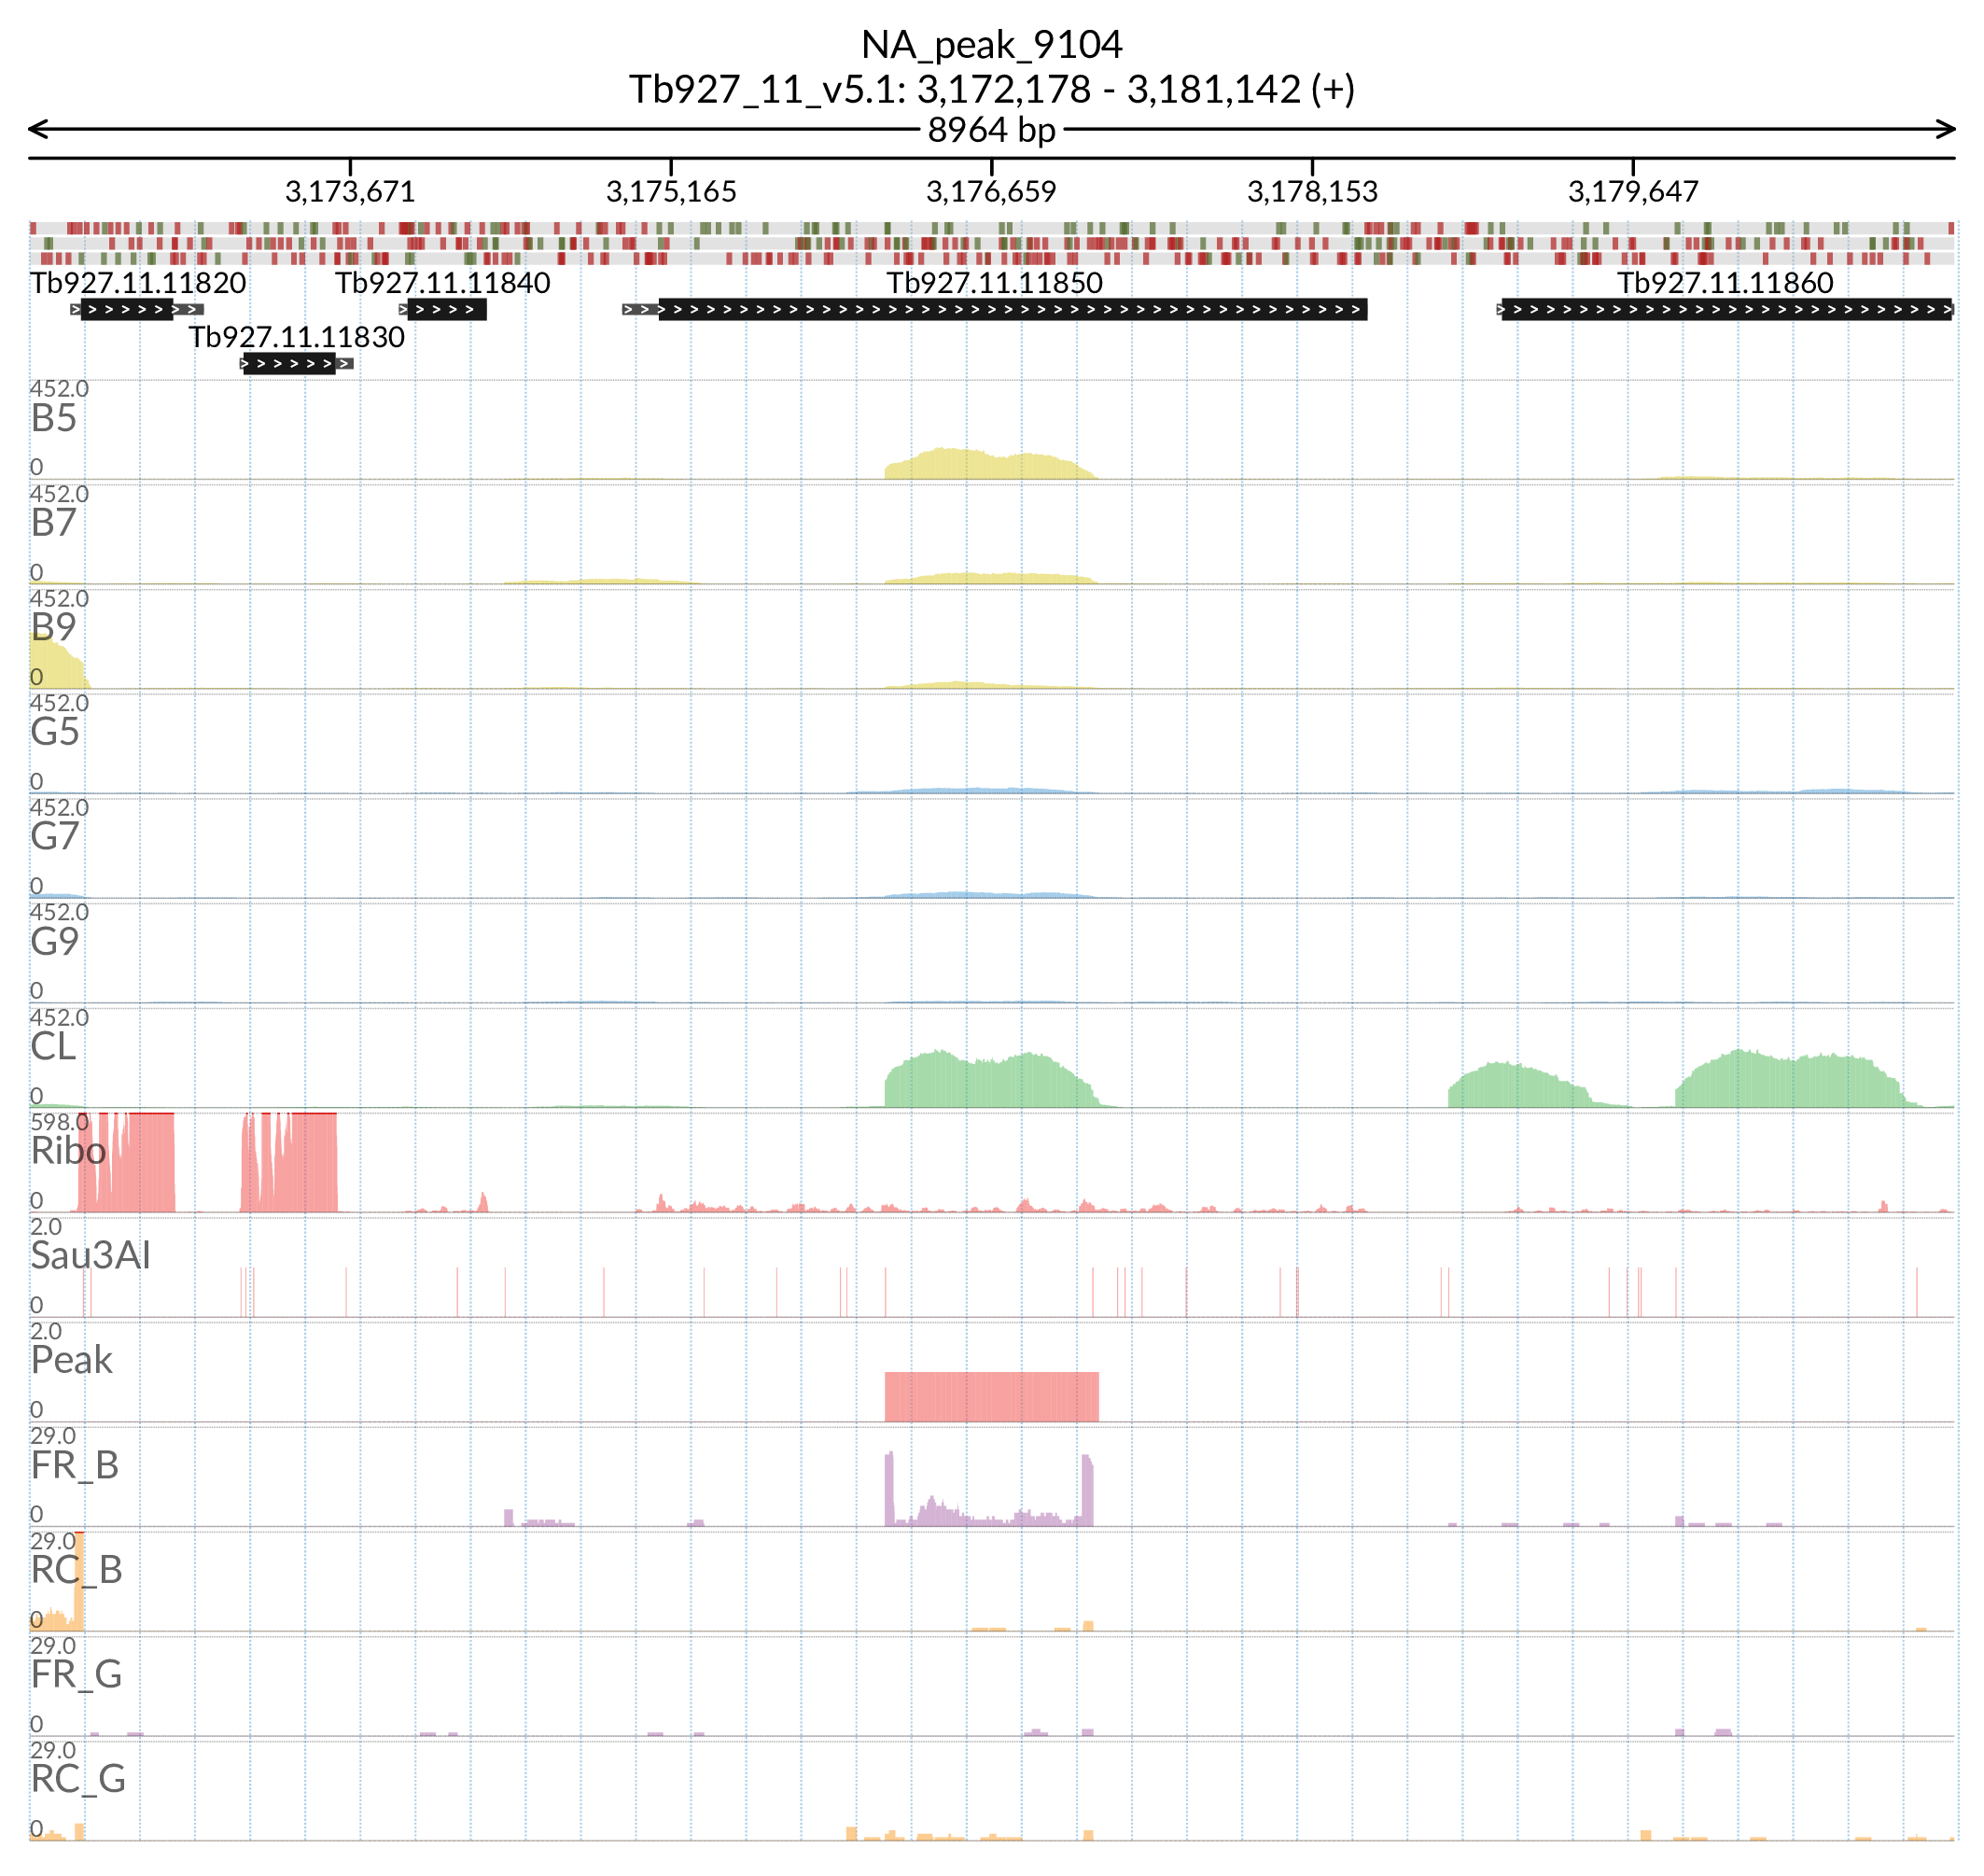 NA_peak_9104
Tb927_11_v5.1: 3,172,178 - 3,181,142 (+)
8964 bp
3,173,671 3,175,165 3,176,659 3,178,153 3,179,647
Tb927.11.11820 Tb927.11.11840 Tb927.11.11850 Tb927.11.11860
Tb927.11.11830
452.0
B5
0
452.0
B7
0
452.0
B9
0
452.0
G5
0
452.0
G7
0
452.0
G9
0
452.0
CL
0
598.0
Ribo
0
2.0
Sau3AI
0
2.0
Peak
0
29.0
FR_B
0
29.0
RC_B
0
29.0
FR_G
0
29.0
RC_G
0